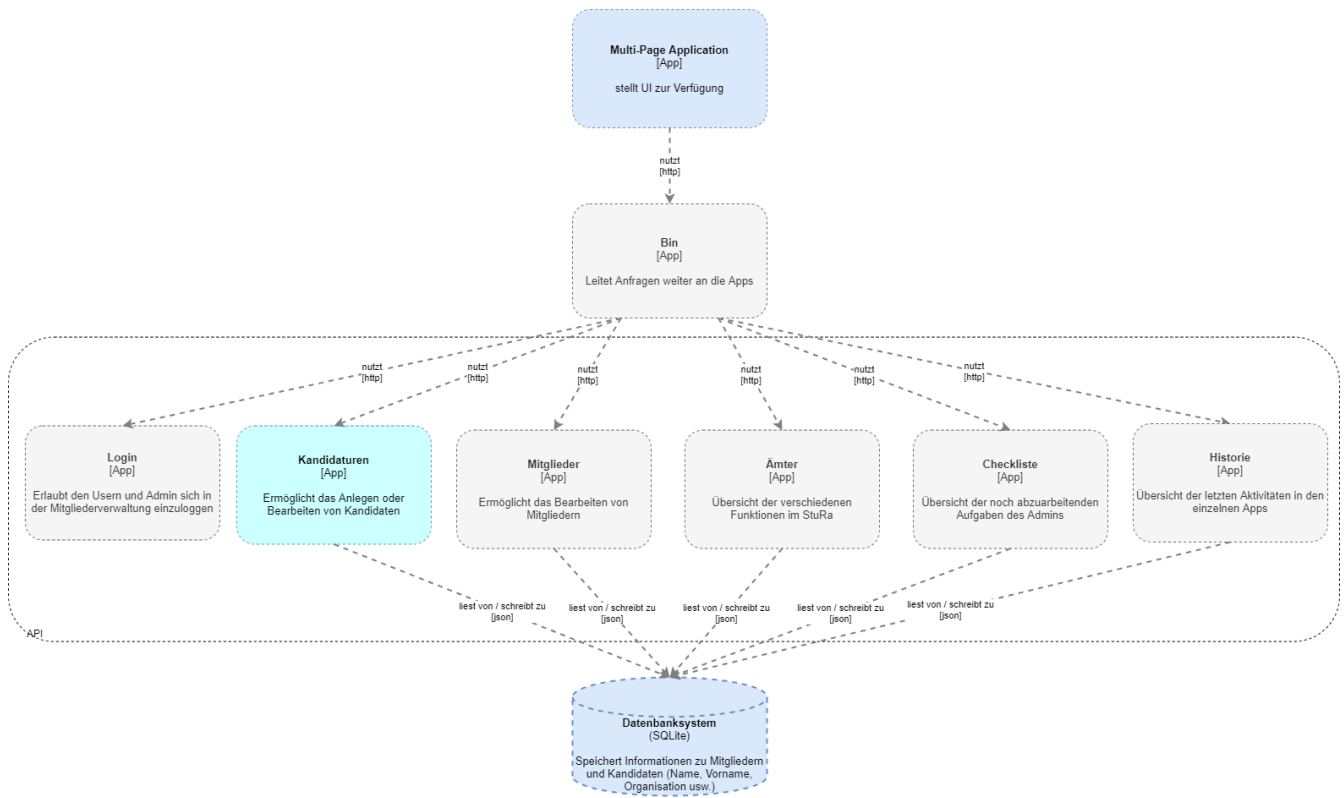 Multi-Page Application
[App]
stellt UI zur Verfügung
nutzt
[http]
Bin
[App]
Leitet Anfragen weiter an die Apps
nutzt
[http]
nutzt
[http]
nutzt
[http]
nutzt
[http]
nutzt
[http]
nutzt
[http]
Login
[App]
Erlaubt den Usern und Admin sich in
der Mitgliederverwaltung einzuloggen
Kandidaturen
[App]
Ermöglicht das Anlegen oder
Bearbeiten von Kandidaten
Mitglieder
[App]
Ermöglicht das Bearbeiten von
Mitgliedern
Ämter
[App]
Übersicht der verschiedenen
Funktionen im StuRa
Checkliste
[App]
Übersicht der noch abzuarbeitenden
Aufgaben des Admins
Historie
[App]
Übersicht der letzten Aktivitäten in den
einzelnen Apps
liest von / schreibt zu
[json]
liest von / schreibt zu
[json]
liest von / schreibt zu
[json]
liest von / schreibt zu
[json]
liest von / schreibt zu
[json]
API
Datenbanksystem
(SQLite)
Speichert Informationen zu Mitgliedern
und Kandidaten (Name, Vorname,
Organisation usw.)